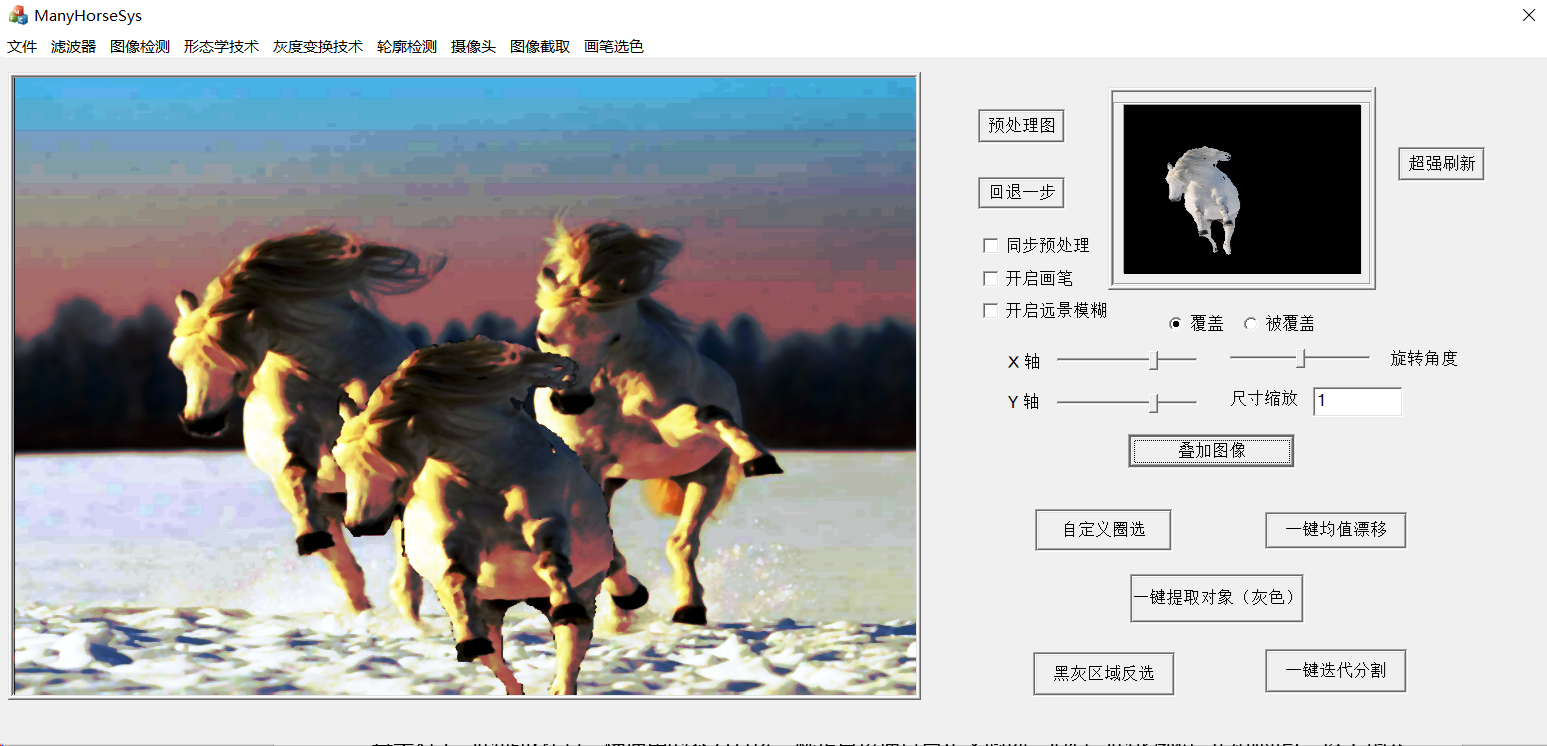 ManyHorseSys
文件 滤波器 图像检测 形态学技术 灰度变换技术 轮廓检测 摄像头 图像截取 画笔选色
预处理图
超强刷新
回退一步
同步预处理
开启画笔
开启远景模糊
覆盖 被覆盖
X 轴 旋转角度
Y 轴 尺寸缩放 1
叠加图像
自定义圈选 一键均值漂移
一键提取对象（灰色）
黑灰区域反选 一键迭代分割